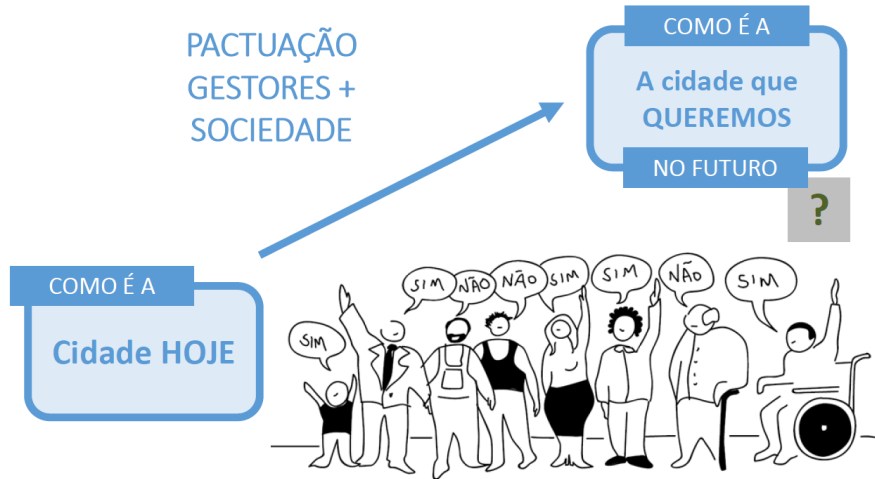 PACTUAÇÃO
GESTORES +
SOCIEDADE
COMO É A
A cidade que
QUEREMOS
NO FUTURO
?
COMO É A
Cidade HOJE
SIM
SIM
NÃO
NÃO
SIM
SIM
NÃO
SIM